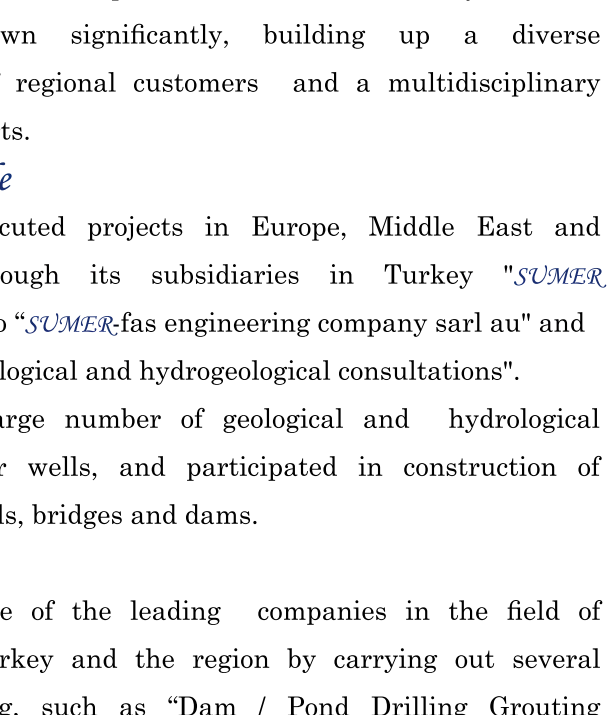 wn significantly, building up a diverse
regional customers and a multidisciplinary
ts.
e
cuted projects in Europe, Middle East and
ough its subsidiaries in Turkey "SUMER
o “SUMER-fas engineering company sarl au" and
logical and hydrogeological consultations".
arge number of geological and hydrological
r wells, and participated in construction of
ls, bridges and dams.
e of the leading companies in the field of
rkey and the region by carrying out several
g, such as “Dam / Pond Drilling Grouting